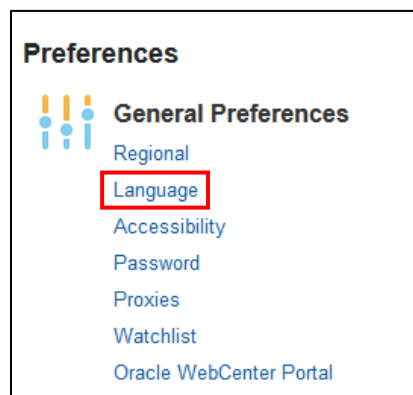 Preferences
General Preferences
Regional
Language
Accessibility
Password
Proxies
Watchlist
Oracle WebCenter Portal